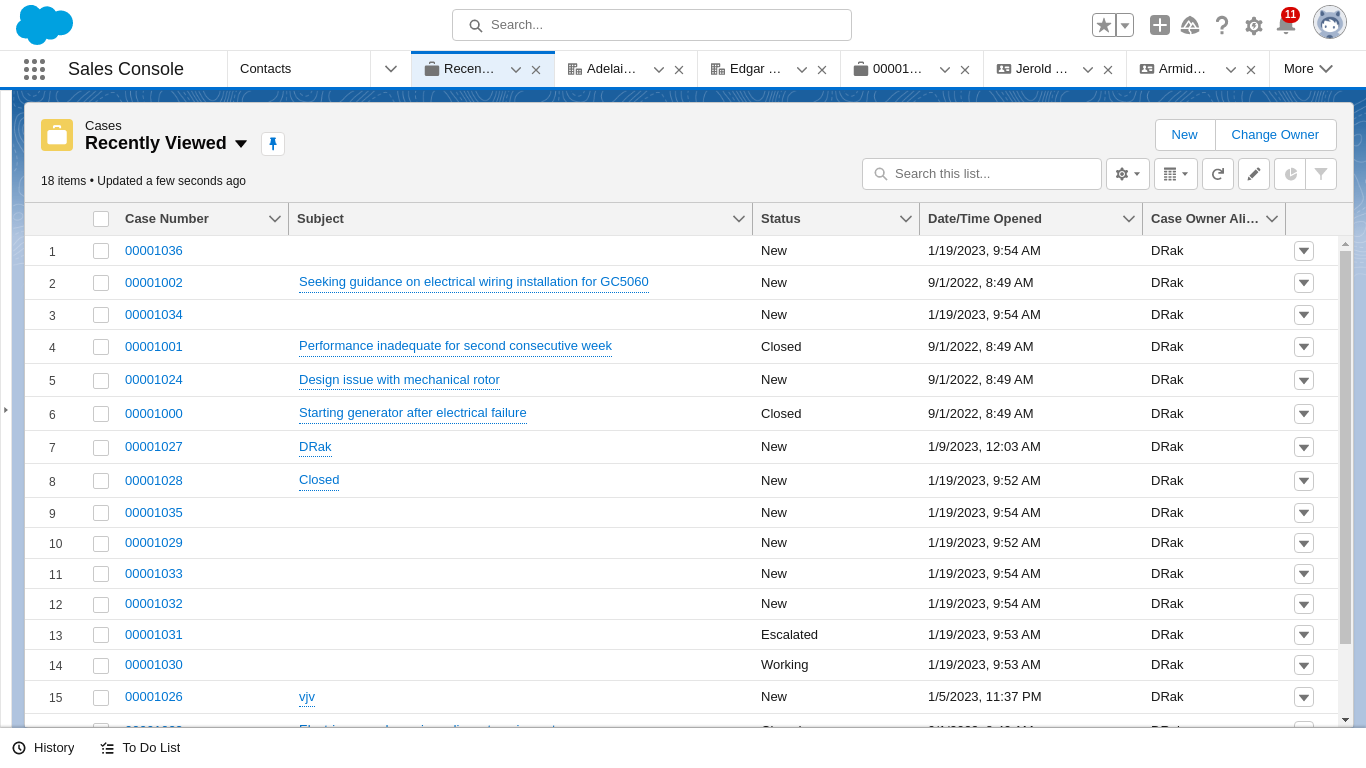 Search...
11
Sales Console
Contacts
Recen…
Adelai…
Edgar …
00001…
Jerold …
Armid…
More
Cases
Recently Viewed
New
Change Owner
18 items • Updated a few seconds ago
Search this list...
Case Number Subject Status Date/Time Opened Case Owner Ali…
1 00001036 New 1/19/2023, 9:54 AM DRak
2 00001002 Seeking guidance on electrical wiring installation for GC5060 New 9/1/2022, 8:49 AM DRak
3 00001034 New 1/19/2023, 9:54 AM DRak
4 00001001 Performance inadequate for second consecutive week Closed 9/1/2022, 8:49 AM DRak
5 00001024 Design issue with mechanical rotor New 9/1/2022, 8:49 AM DRak
6 00001000 Starting generator after electrical failure Closed 9/1/2022, 8:49 AM DRak
7 00001027 DRak New 1/9/2023, 12:03 AM DRak
8 00001028 Closed New 1/19/2023, 9:52 AM DRak
9 00001035 New 1/19/2023, 9:54 AM DRak
10 00001029 New 1/19/2023, 9:52 AM DRak
11 00001033 New 1/19/2023, 9:54 AM DRak
12 00001032 New 1/19/2023, 9:54 AM DRak
13 00001031 Escalated 1/19/2023, 9:53 AM DRak
14 00001030 Working 1/19/2023, 9:53 AM DRak
15 00001026 vjv New 1/5/2023, 11:37 PM DRak
History
To Do List